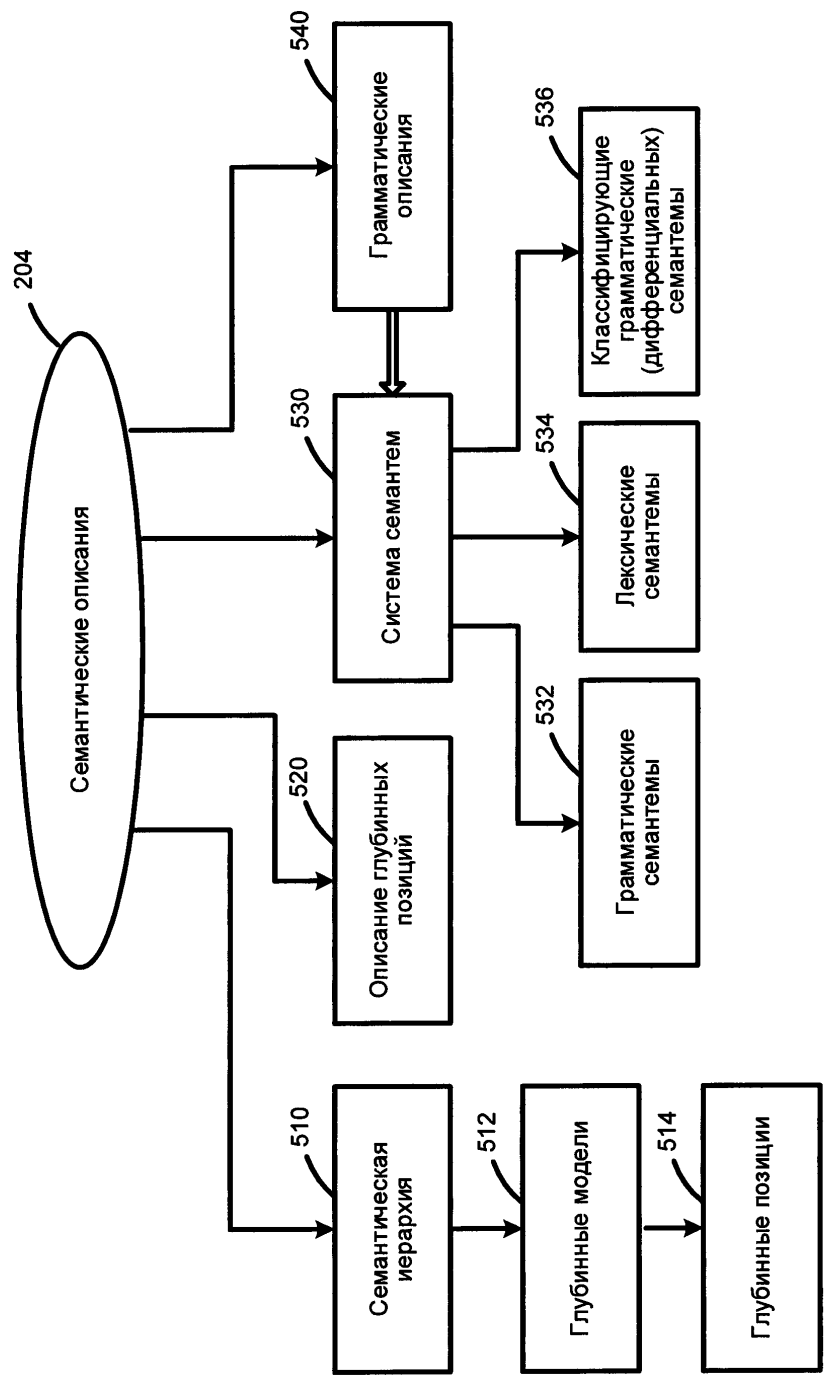 204
Семантические описания
510
Семантическая
иерархия
520
Описание глубинных
позиций
530
Система семантем
540
Грамматические
описания
512
Глубинные модели
532
Грамматические
семантемы
534
Лексические
семантемы
536
Классифицирующие
грамматические
(дифференциальных)
семантемы
514
Глубинные позиции